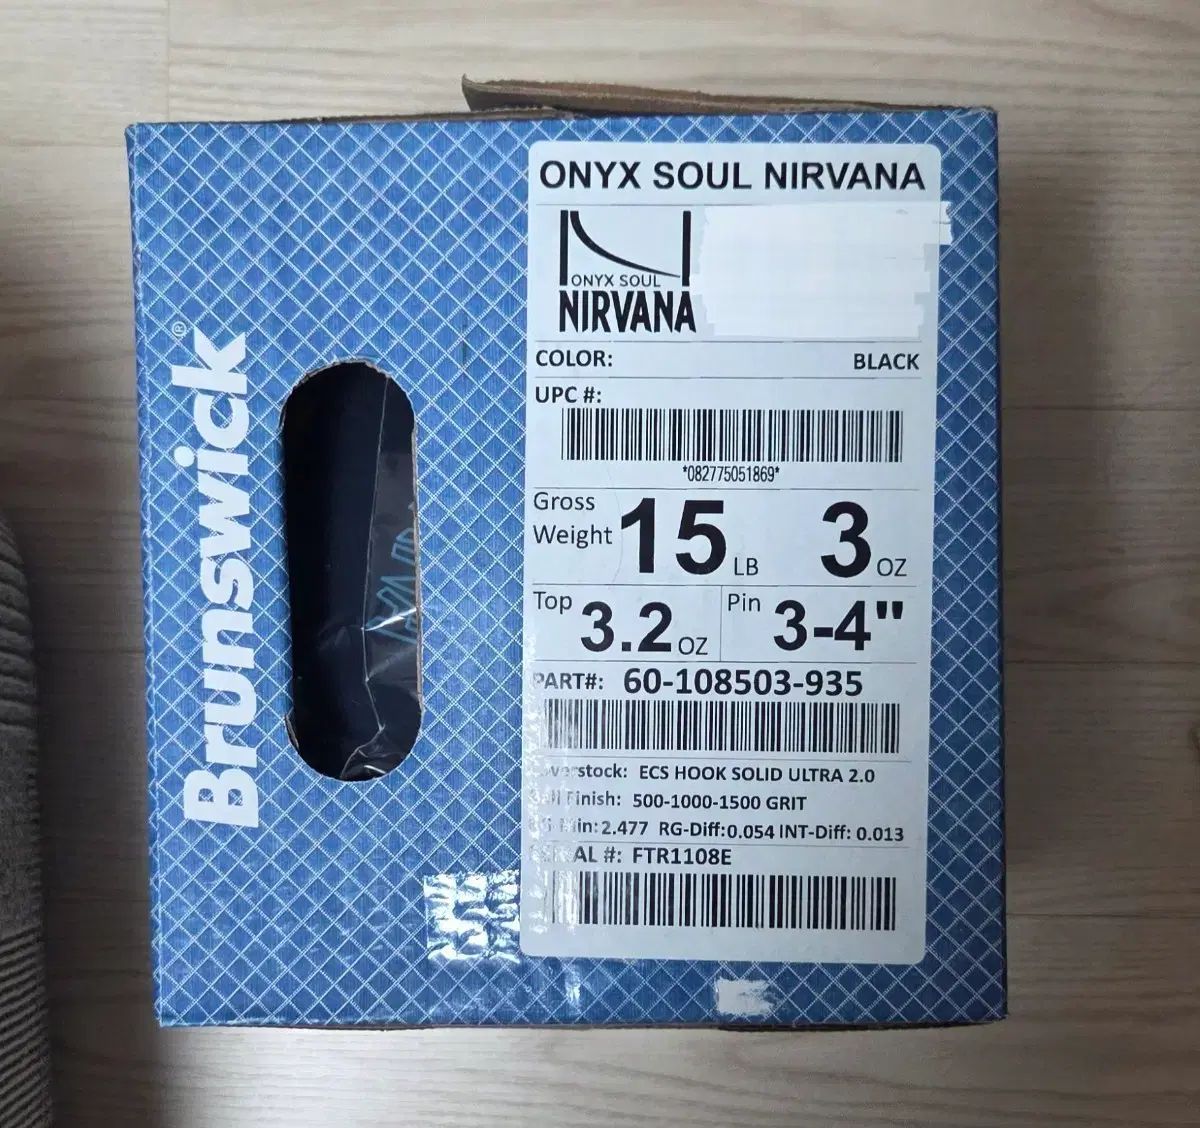 Brunswick®
ONYX SOUL NIRVANA
ONYX SOUL
NIRVANA
COLOR: BLACK
UPC #:
*082775051869*
Gross
Weight 15 LB 3 OZ
Top 3.2 OZ Pin 3-4"
PART#: 60-108503-935
ECS HOOK SOLID ULTRA 2.0
Finish: 500-1000-1500 GRIT
2.477 RG-Diff:0.054 INT-Diff: 0.013
#: FTR1108E